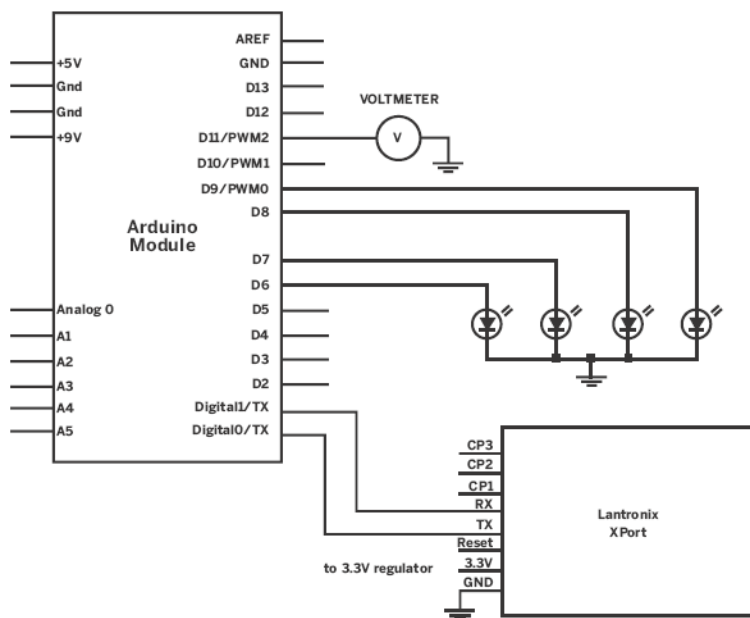 AREF
+5V
GND
Gnd
D13
Gnd
D12
VOLTMETER
+9V
D11/PWM2
V
D10/PWM1
D9/PWM0
D8
Arduino
Module
D7
D6
Analog 0
D5
A1
D4
A2
D3
A3
D2
A4
Digital1/TX
A5
Digital0/TX
CP3
CP2
CP1
RX
TX
Reset
3.3V
GND
Lantronix
XPort
to 3.3V regulator